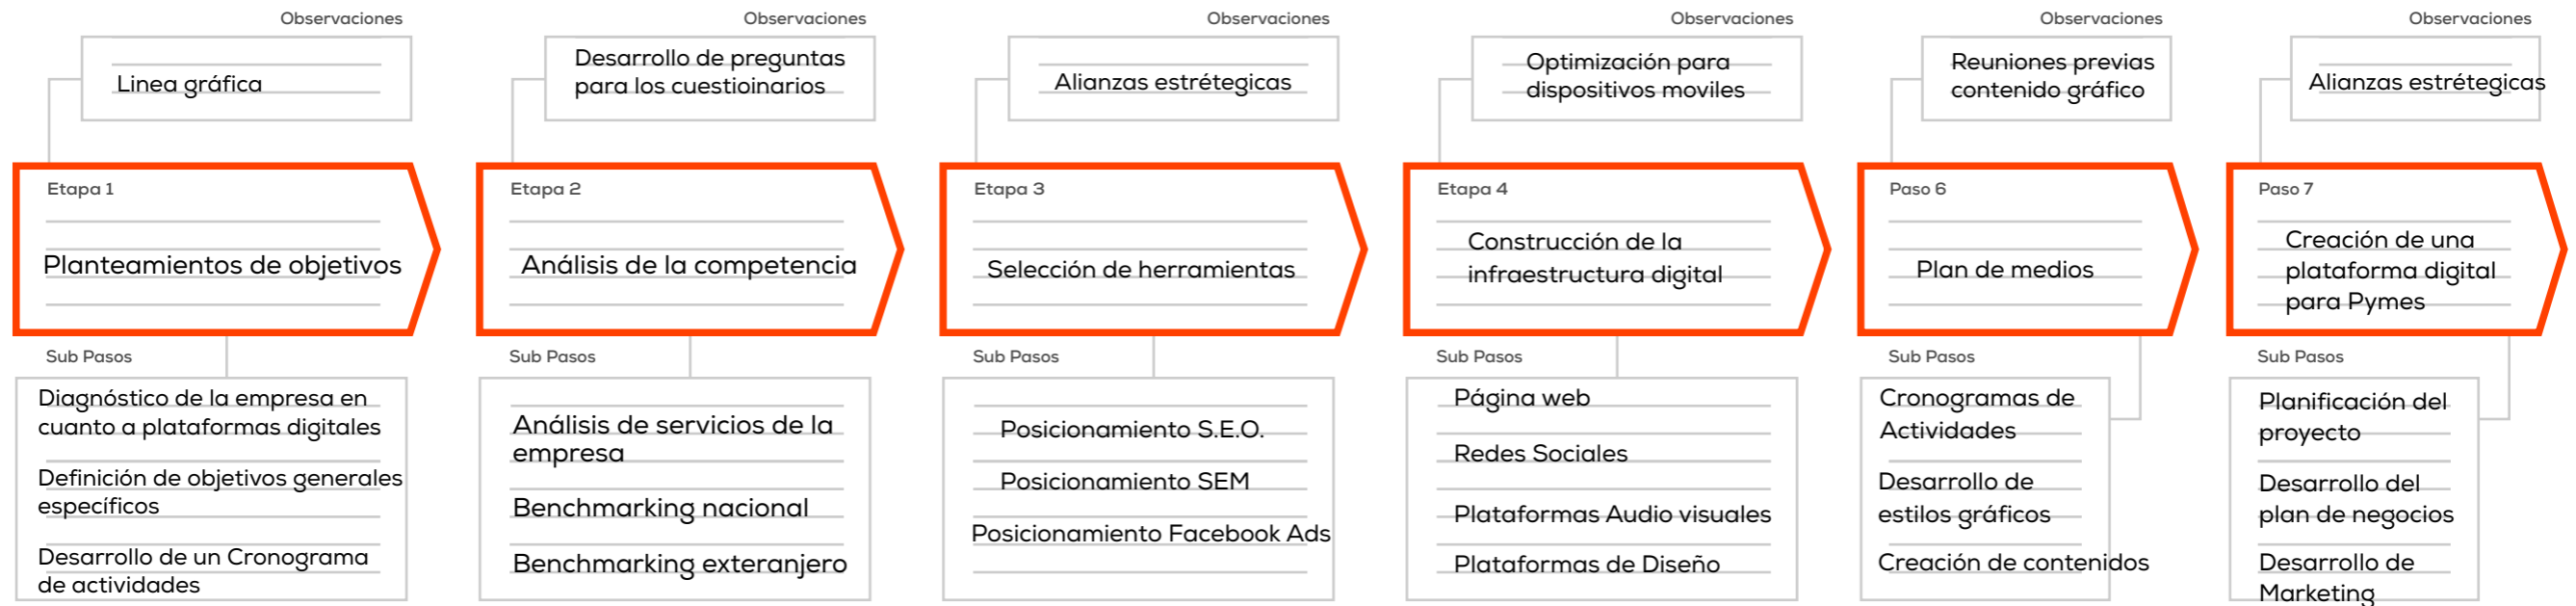 Observaciones
Linea gráfica
Etapa 1
Planteamientos de objetivos
Sub Pasos
Diagnóstico de la empresa en
cuanto a plataformas digitales
Definición de objetivos generales
específicos
Desarrollo de un Cronograma
de actividades
Observaciones
Desarrollo de preguntas
para los cuestioinarios
Etapa 2
Análisis de la competencia
Sub Pasos
Análisis de servicios de la
empresa
Benchmarking nacional
Benchmarking exteranjero
Observaciones
Alianzas estrétegicas
Etapa 3
Selección de herramientas
Sub Pasos
Posicionamiento S.E.O.
Posicionamiento SEM
Posicionamiento Facebook Ads
Observaciones
Optimización para
dispositivos moviles
Etapa 4
Construcción de la
infraestructura digital
Sub Pasos
Página web
Redes Sociales
Plataformas Audio visuales
Plataformas de Diseño
Observaciones
Reuniones previas
contenido gráfico
Paso 6
Plan de medios
Sub Pasos
Cronogramas de
Actividades
Desarrollo de
estilos gráficos
Creación de contenidos
Observaciones
Alianzas estrétegicas
Paso 7
Creación de una
plataforma digital
para Pymes
Sub Pasos
Planificación del
proyecto
Desarrollo del
plan de negocios
Desarrollo de
Marketing